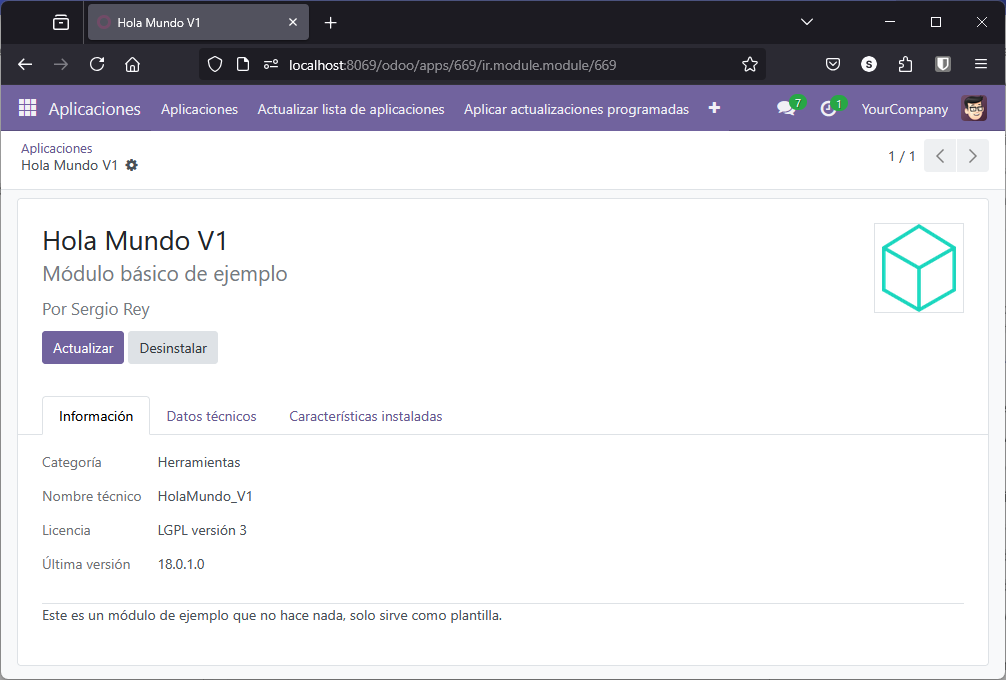 Hola Mundo V1
localhost:8069/odoo/apps/669/ir.module.module/669
S
Aplicaciones Aplicaciones Actualizar lista de aplicaciones Aplicar actualizaciones programadas 7 1 YourCompany
Aplicaciones
Hola Mundo V1
1 / 1
Hola Mundo V1
Módulo básico de ejemplo
Por Sergio Rey
Actualizar Desinstalar
Información Datos técnicos Características instaladas
Categoría Herramientas
Nombre técnico HolaMundo_V1
Licencia LGPL versión 3
Última versión 18.0.1.0
Este es un módulo de ejemplo que no hace nada, solo sirve como plantilla.